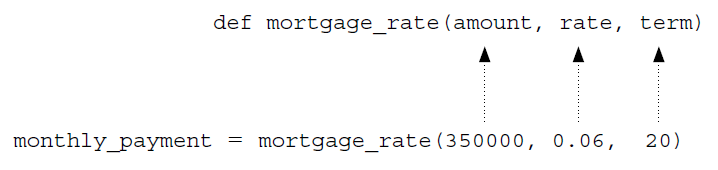 def mortgage_rate(amount, rate, term)
monthly_payment = mortgage_rate(350000, 0.06, 20)